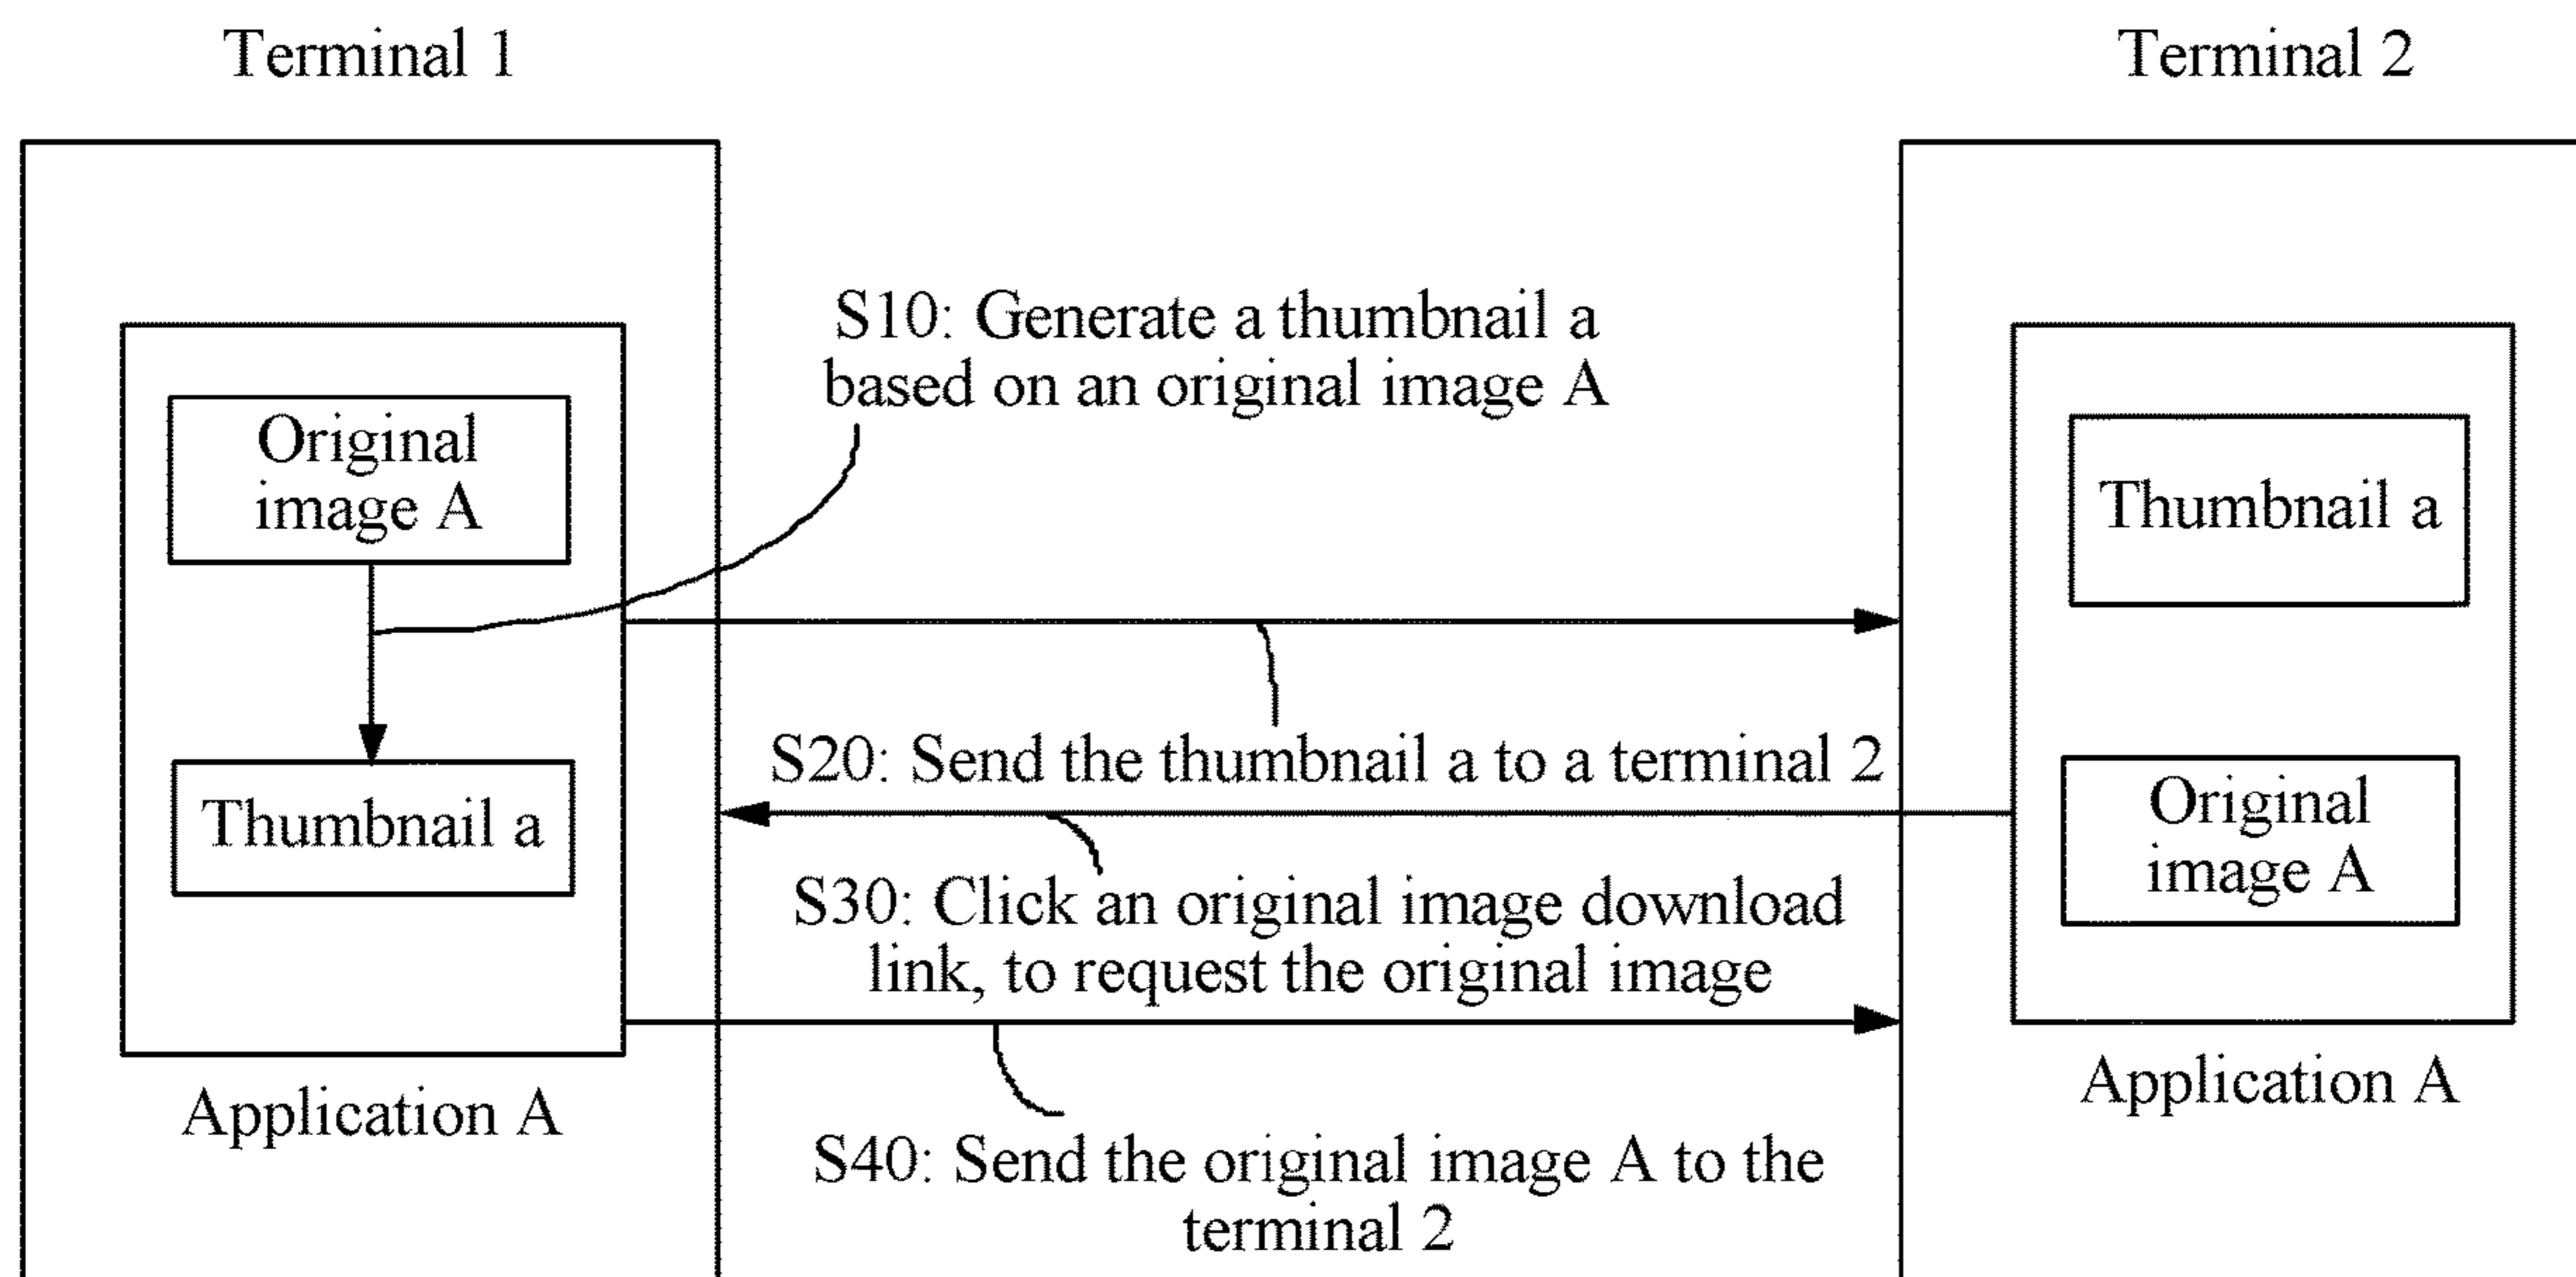 Terminal 1
Terminal 2
S10: Generate a thumbnail a
based on an original image A
Original
image A
Thumbnail a
Thumbnail a
S20: Send the thumbnail a to a terminal 2
Original
image A
S30: Click an original image download
link, to request the original image
Application A
Application A
S40: Send the original image A to the
terminal 2